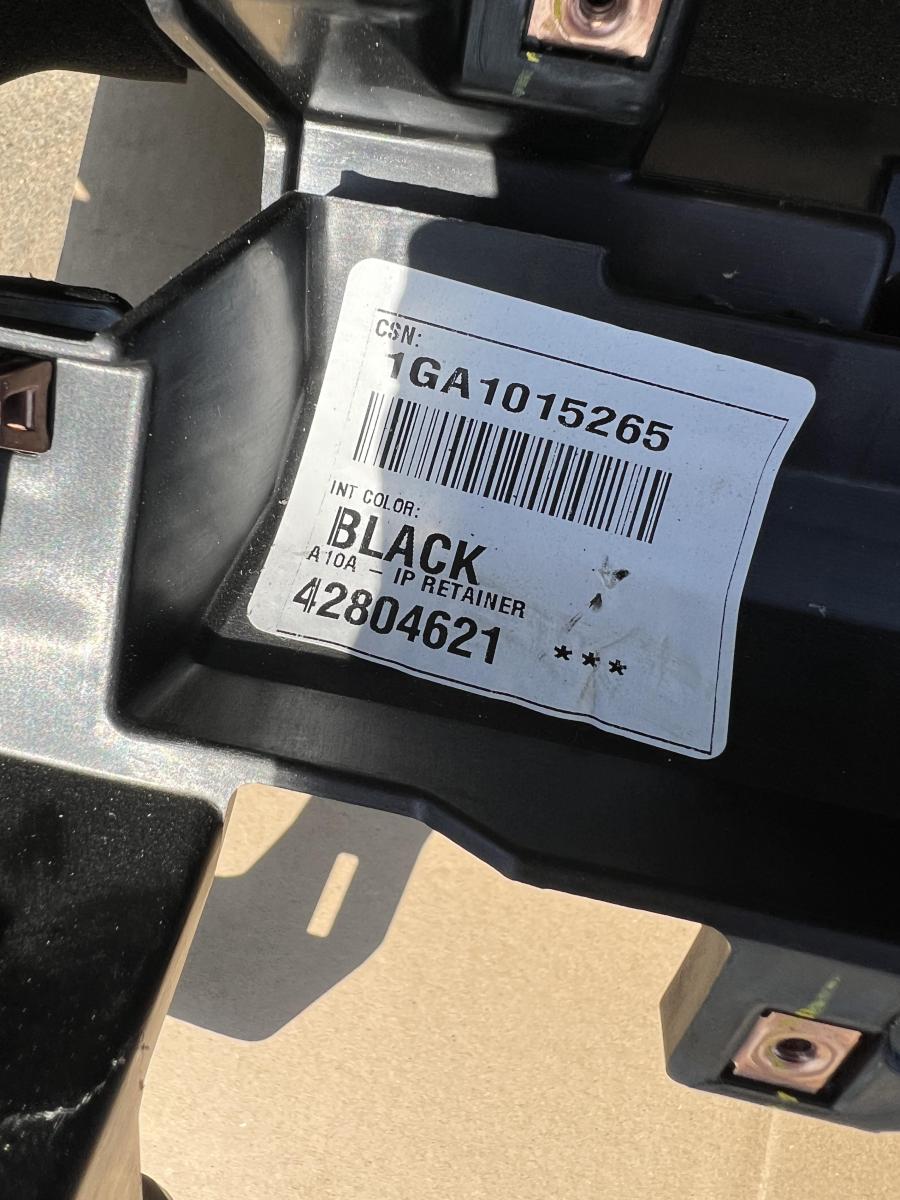 CSN:
1GA1015265
INT COLOR:
BLACK
A10A - IP RETAINER
42804621 ***